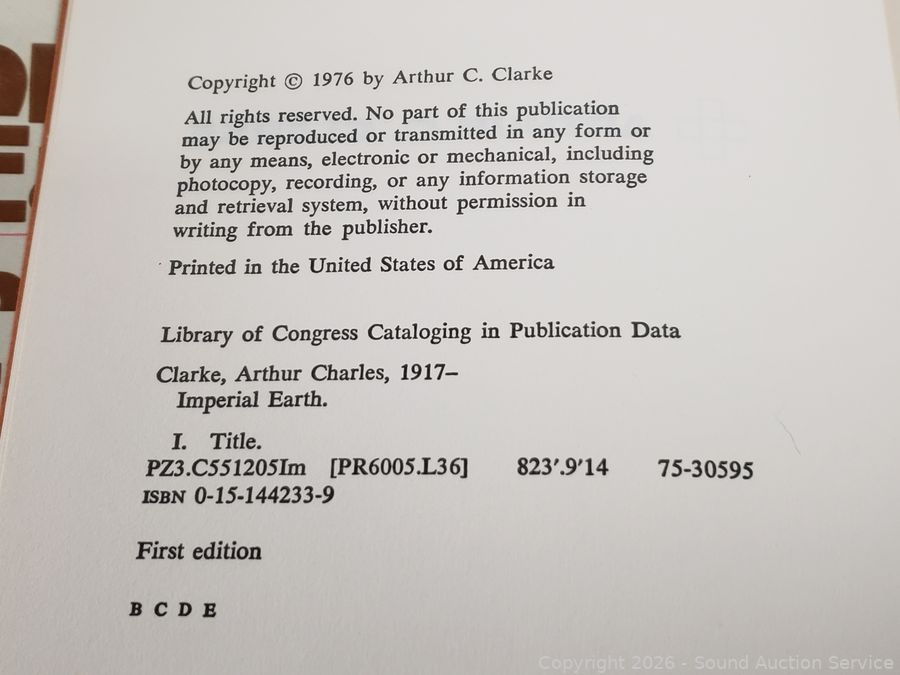 Copyright © 1976 by Arthur C. Clarke
All rights reserved. No part of this publication
may be reproduced or transmitted in any form or
by any means, electronic or mechanical, including
photocopy, recording, or any information storage
and retrieval system, without permission in
writing from the publisher.
Printed in the United States of America
Library of Congress Cataloging in Publication Data
Clarke, Arthur Charles, 1917–
Imperial Earth.
I. Title.
PZ3.C551205Im [PR6005.L36] 823′.9′14 75-30595
ISBN 0-15-144233-9
First edition
B C D E
Copyright 2026 - Sound Auction Service